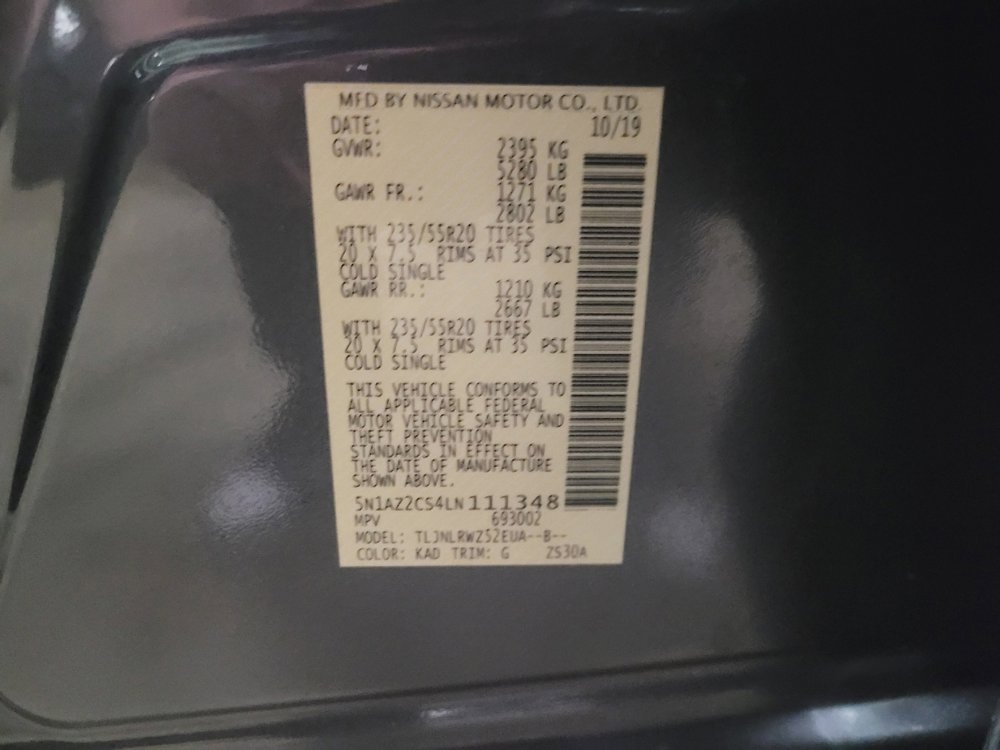 MFD BY NISSAN MOTOR CO., LTD.
DATE: 10/19
GVWR: 2395 KG
5280 LB
GAWR FR.: 1271 KG
2802 LB
WITH 235/55R20 TIRES
20 X 7.5 RIMS AT 35 PSI
COLD SINGLE
GAWR RR.: 1210 KG
2667 LB
WITH 235/55R20 TIRES
20 X 7.5 RIMS AT 35 PSI
COLD SINGLE
THIS VEHICLE CONFORMS TO
ALL APPLICABLE FEDERAL
MOTOR VEHICLE SAFETY AND
THEFT PREVENTION
STANDARDS IN EFFECT ON
THE DATE OF MANUFACTURE
SHOWN ABOVE.
5N1AZ2CS4LN111348
MPV 693002
MODEL: TLJNLRWZ52EUA--B--
COLOR: KAD TRIM: G ZS30A